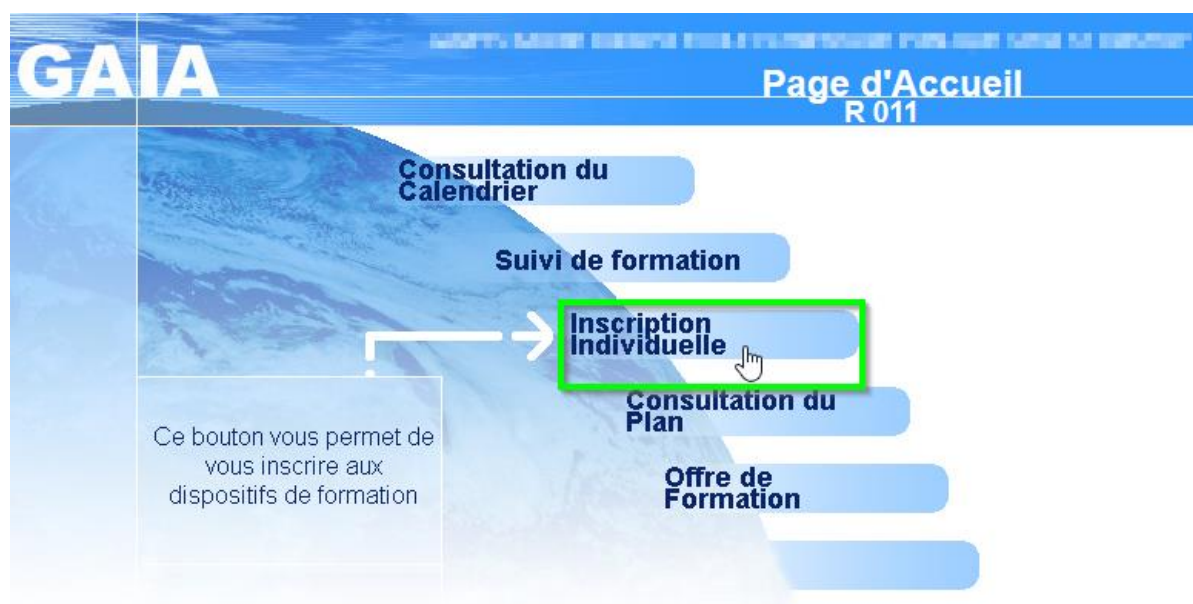 GAIA
Page d'Accueil
R 011
Consultation du
Calendrier
Suivi de formation
Inscription
Individuelle
Consultation du
Plan
Ce bouton vous permet de
vous inscrire aux
dispositifs de formation
Offre de
Formation